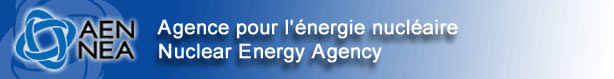 AEN
NEA
Agence pour l'énergie nucléaire
Nuclear Energy Agency